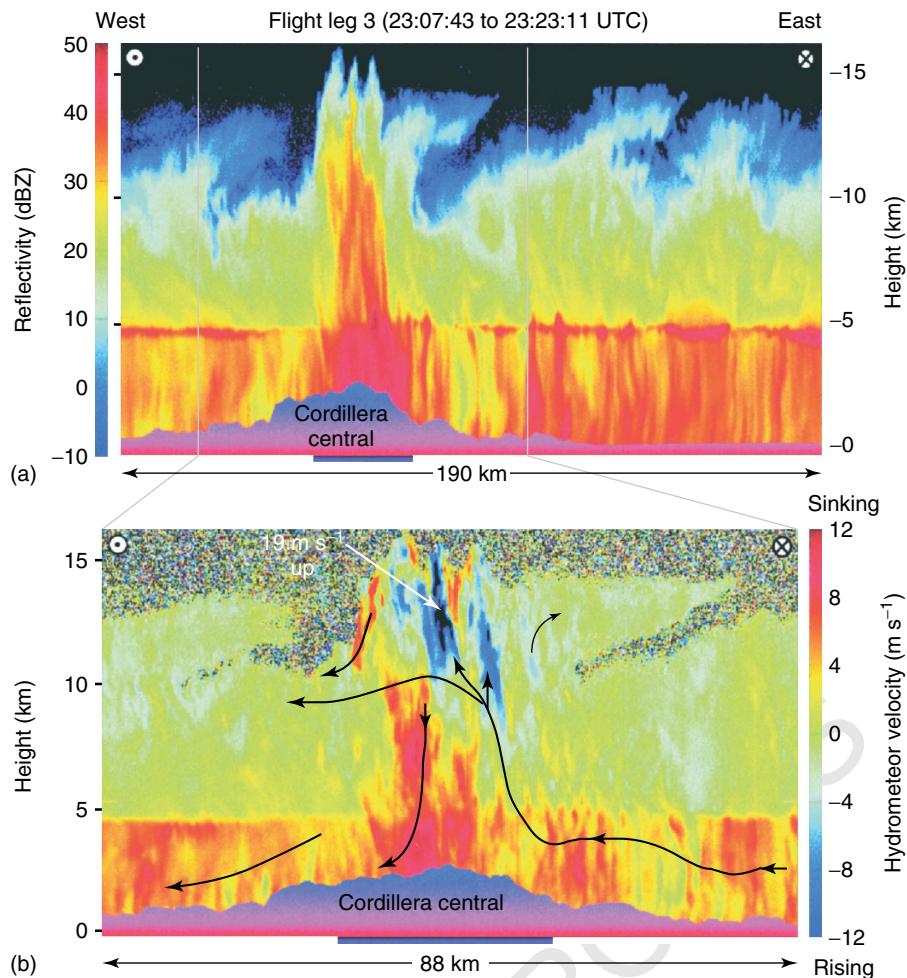 Flight leg 3 (23:07:43 to 23:23:11 UTC)
West
East
50
40
30
20
10
0
−10
Reflectivity (dBZ)
−15
−10
−5
−0
Height (km)
Cordillera
central
(a)
190 km
Sinking
19 m s−1
up
15
10
5
0
Height (km)
12
8
4
0
−4
−8
−12
Hydrometeor velocity (m s−1)
Cordillera central
(b)
88 km
Rising